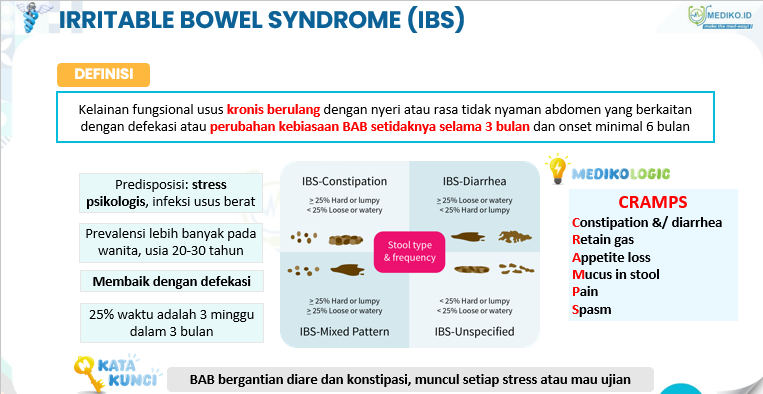 IRRITABLE BOWEL SYNDROME (IBS)
MEDIKO.ID
make the med-easy!
DEFINISI
Kelainan fungsional usus kronis berulang dengan nyeri atau rasa tidak nyaman abdomen yang berkaitan
dengan defekasi atau perubahan kebiasaan BAB setidaknya selama 3 bulan dan onset minimal 6 bulan
Predisposisi: stress
psikologis, infeksi usus berat
Prevalensi lebih banyak pada
wanita, usia 20-30 tahun
Membaik dengan defekasi
25% waktu adalah 3 minggu
dalam 3 bulan
IBS-Constipation
≥ 25% Hard or lumpy
< 25% Loose or watery
IBS-Diarrhea
≥ 25% Loose or watery
< 25% Hard or lumpy
Stool type
& frequency
≥ 25% Hard or lumpy
≥ 25% Loose or watery
IBS-Mixed Pattern
< 25% Hard or lumpy
< 25% Loose or watery
IBS-Unspecified
MEDIKOLOGIC
CRAMPS
Constipation &/ diarrhea
Retain gas
Appetite loss
Mucus in stool
Pain
Spasm
KATA
KUNCI
BAB bergantian diare dan konstipasi, muncul setiap stress atau mau ujian